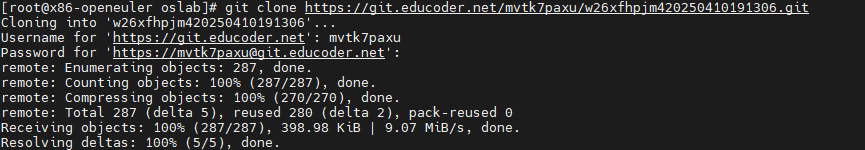 [root@x86-openeuler oslab]# git clone https://git.educoder.net/mvtk7paxu/w26xfhpjm420250410191306.git
Cloning into 'w26xfhpjm420250410191306'...
Username for 'https://git.educoder.net': mvtk7paxu
Password for 'https://mvtk7paxu@git.educoder.net':
remote: Enumerating objects: 287, done.
remote: Counting objects: 100% (287/287), done.
remote: Compressing objects: 100% (270/270), done.
remote: Total 287 (delta 5), reused 280 (delta 2), pack-reused 0
Receiving objects: 100% (287/287), 398.98 KiB | 9.07 MiB/s, done.
Resolving deltas: 100% (5/5), done.